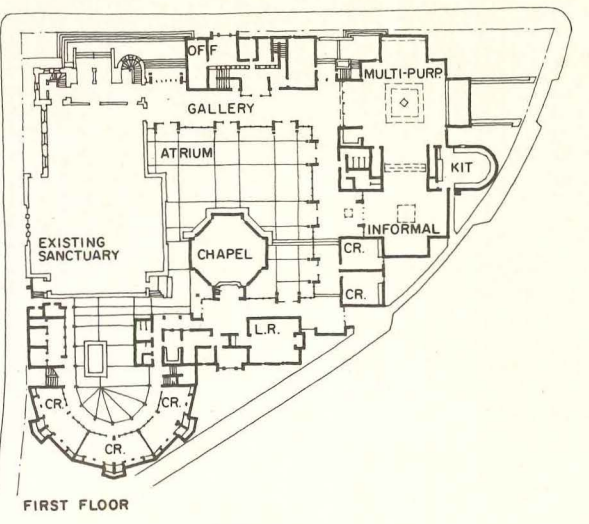 OFF
MULTI-PURP.
GALLERY
ATRIUM
KIT
INFORMAL
EXISTING
SANCTUARY
CHAPEL
CR.
CR.
L.R.
CR.
CR.
CR.
FIRST FLOOR